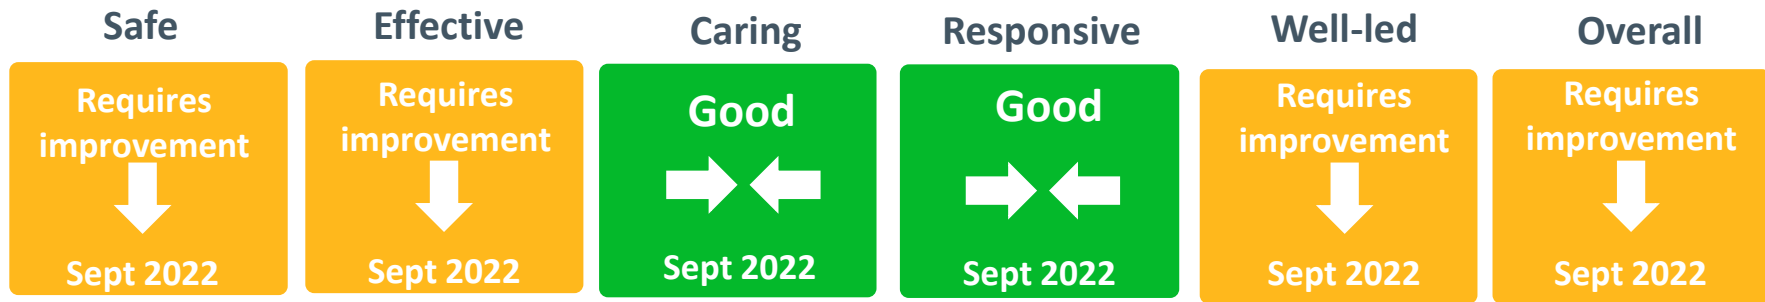 Safe
Requires
improvement
Sept 2022
Effective
Requires
improvement
Sept 2022
Caring
Good
Sept 2022
Responsive
Good
Sept 2022
Well-led
Requires
improvement
Sept 2022
Overall
Requires
improvement
Sept 2022